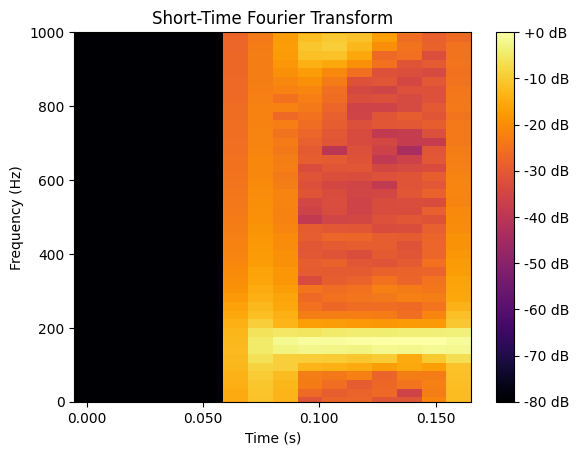 Short-Time Fourier Transform
1000
800
600
400
200
0
Frequency (Hz)
0.000
0.050
0.100
0.150
Time (s)
+0 dB
-10 dB
-20 dB
-30 dB
-40 dB
-50 dB
-60 dB
-70 dB
-80 dB